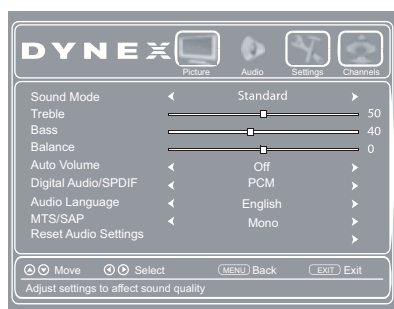 DYNEX
Picture Audio Settings Channels
Sound Mode Standard
Treble 50
Bass 40
Balance 0
Auto Volume Off
Digital Audio/SPDIF PCM
Audio Language English
MTS/SAP Mono
Reset Audio Settings
Move Select MENU Back EXIT Exit
Adjust settings to affect sound quality